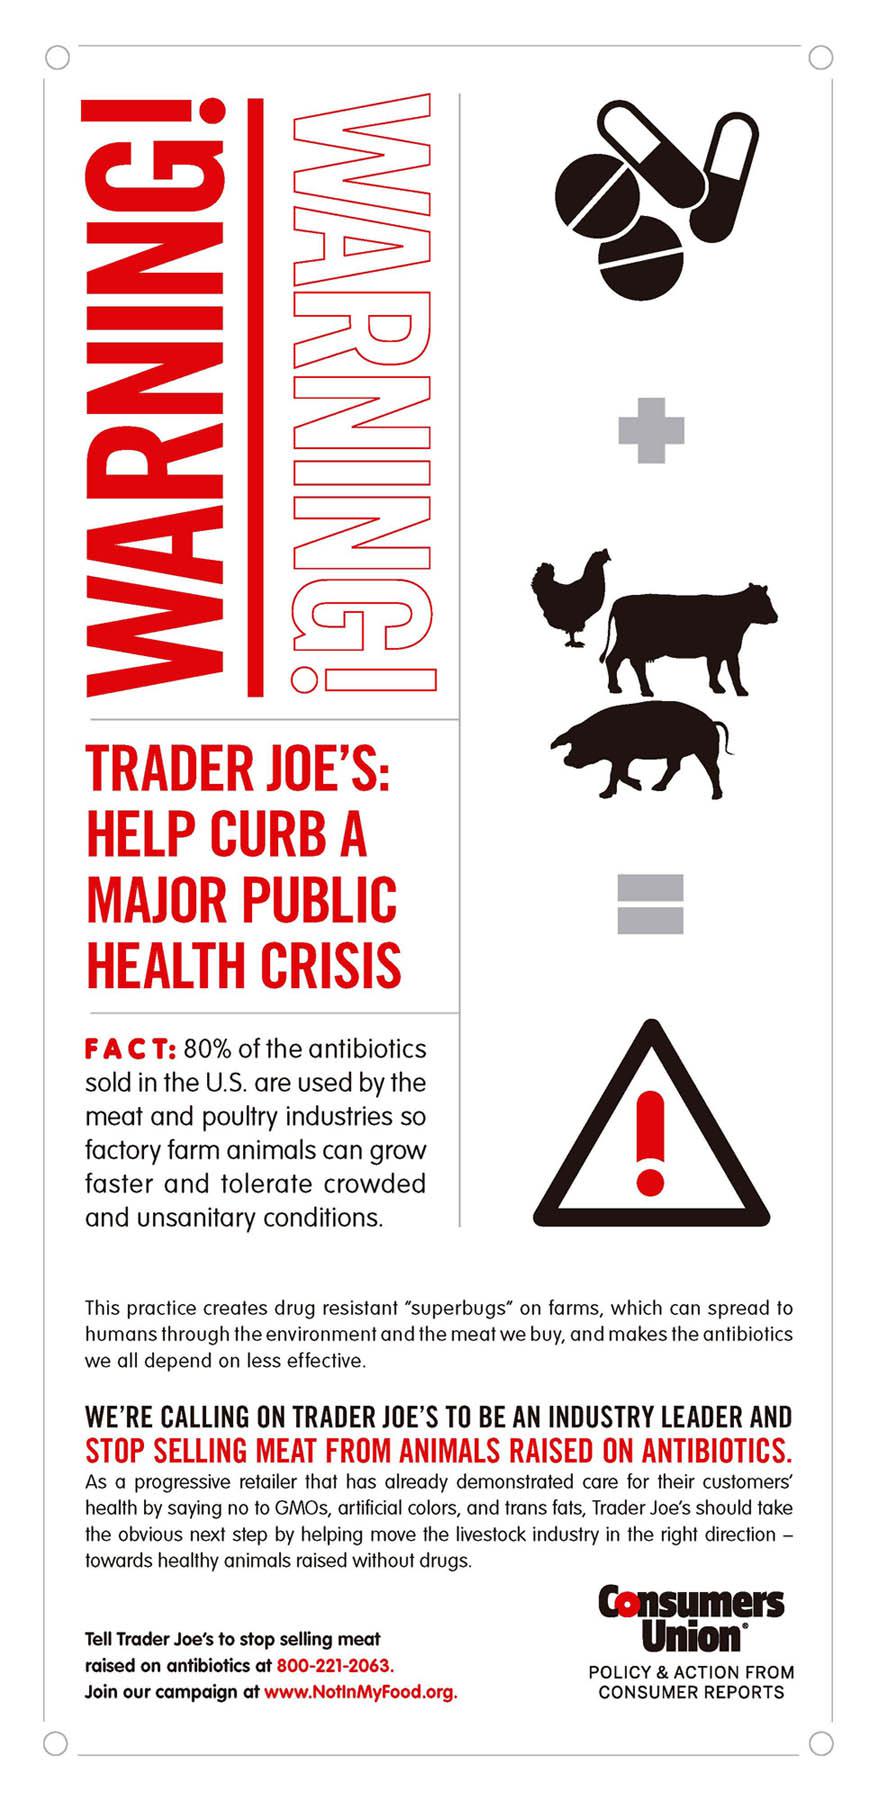 WARNING!
WARNING!
TRADER JOE'S:
HELP CURB A
MAJOR PUBLIC
HEALTH CRISIS
FACT: 80% of the antibiotics
sold in the U.S. are used by the
meat and poultry industries so
factory farm animals can grow
faster and tolerate crowded
and unsanitary conditions.
This practice creates drug resistant "superbugs" on farms, which can spread to
humans through the environment and the meat we buy, and makes the antibiotics
we all depend on less effective.
WE'RE CALLING ON TRADER JOE'S TO BE AN INDUSTRY LEADER AND
STOP SELLING MEAT FROM ANIMALS RAISED ON ANTIBIOTICS.
As a progressive retailer that has already demonstrated care for their customers'
health by saying no to GMOs, artificial colors, and trans fats, Trader Joe's should take
the obvious next step by helping move the livestock industry in the right direction –
towards healthy animals raised without drugs.
Tell Trader Joe's to stop selling meat
raised on antibiotics at 800-221-2063.
Join our campaign at www.NotInMyFood.org.
Consumers
Union®
POLICY & ACTION FROM
CONSUMER REPORTS